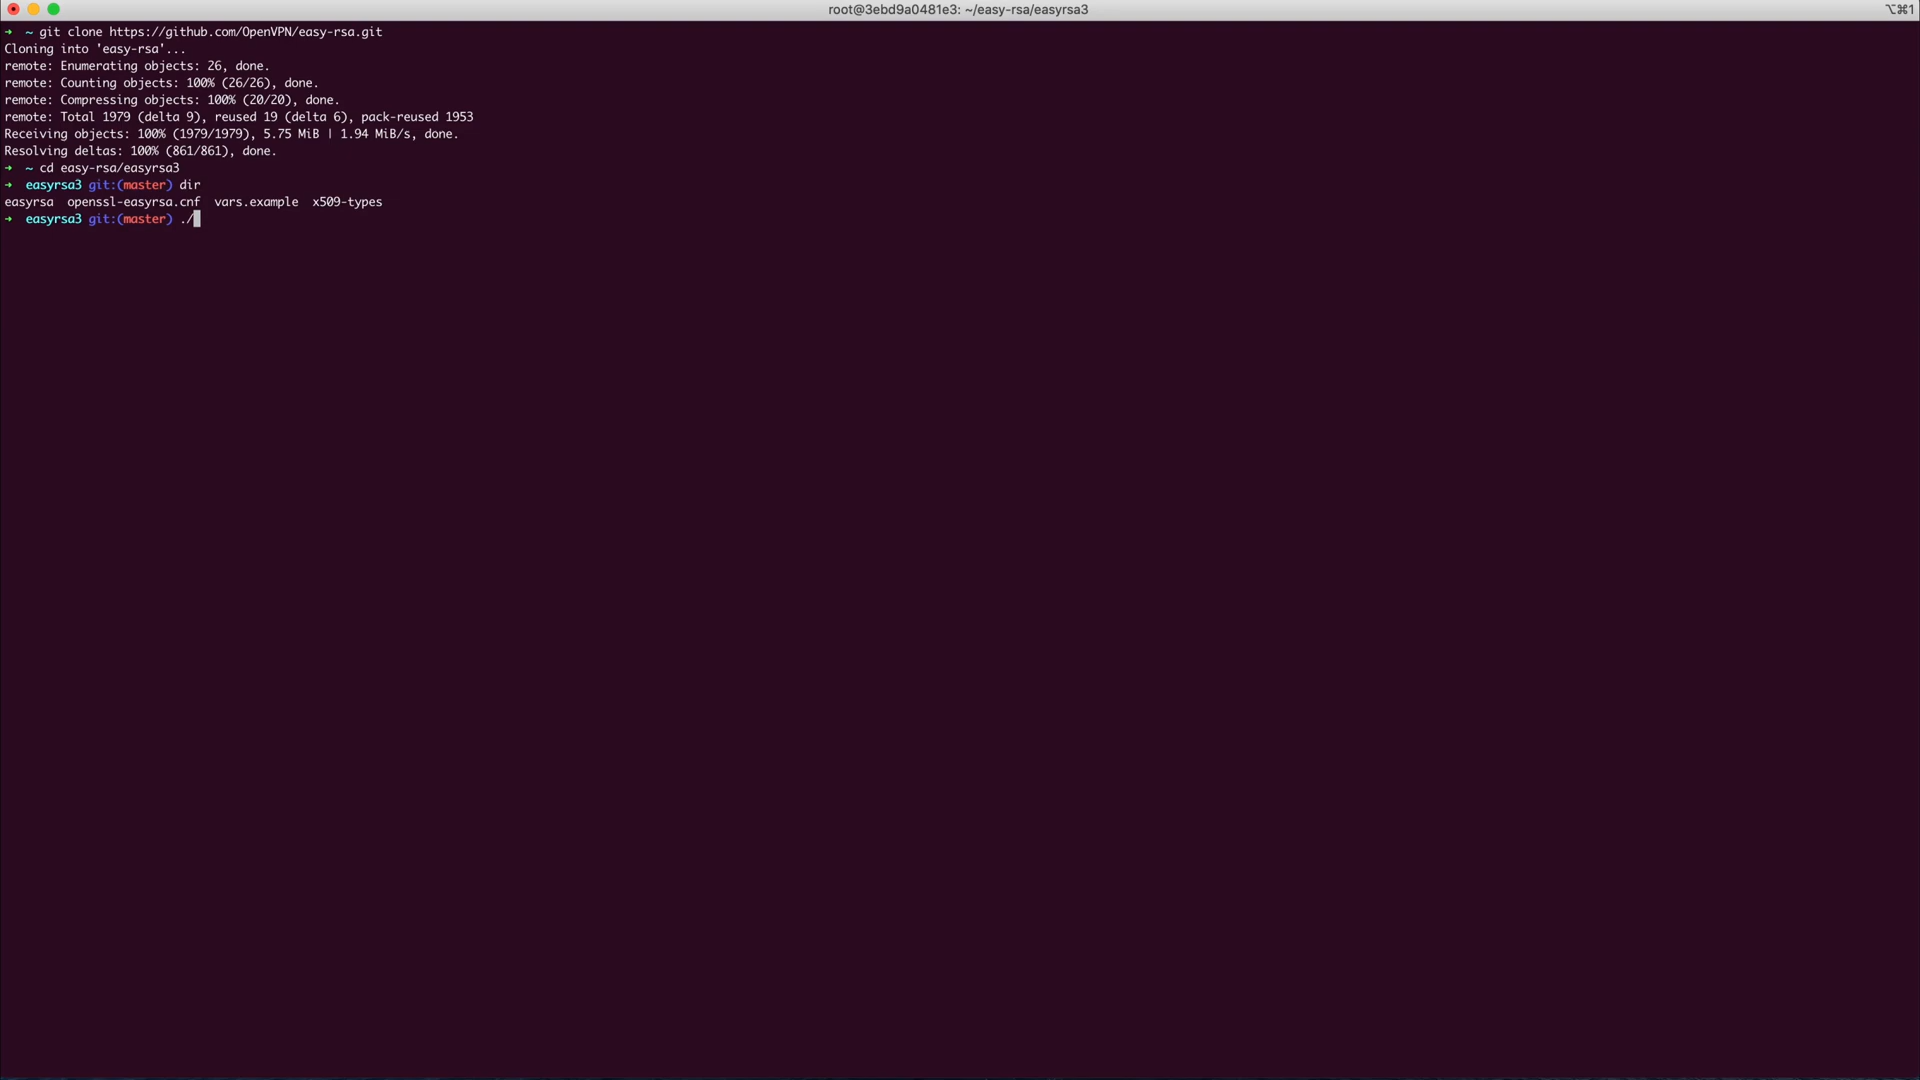 root@3ebd9a0481e3: ~/easy-rsa/easyrsa3
⌥⌘1
➜  ~ git clone https://github.com/OpenVPN/easy-rsa.git
Cloning into 'easy-rsa'...
remote: Enumerating objects: 26, done.
remote: Counting objects: 100% (26/26), done.
remote: Compressing objects: 100% (20/20), done.
remote: Total 1979 (delta 9), reused 19 (delta 6), pack-reused 1953
Receiving objects: 100% (1979/1979), 5.75 MiB | 1.94 MiB/s, done.
Resolving deltas: 100% (861/861), done.
➜  ~ cd easy-rsa/easyrsa3
➜  easyrsa3 git:(master) dir
easyrsa  openssl-easyrsa.cnf  vars.example  x509-types
➜  easyrsa3 git:(master) ./